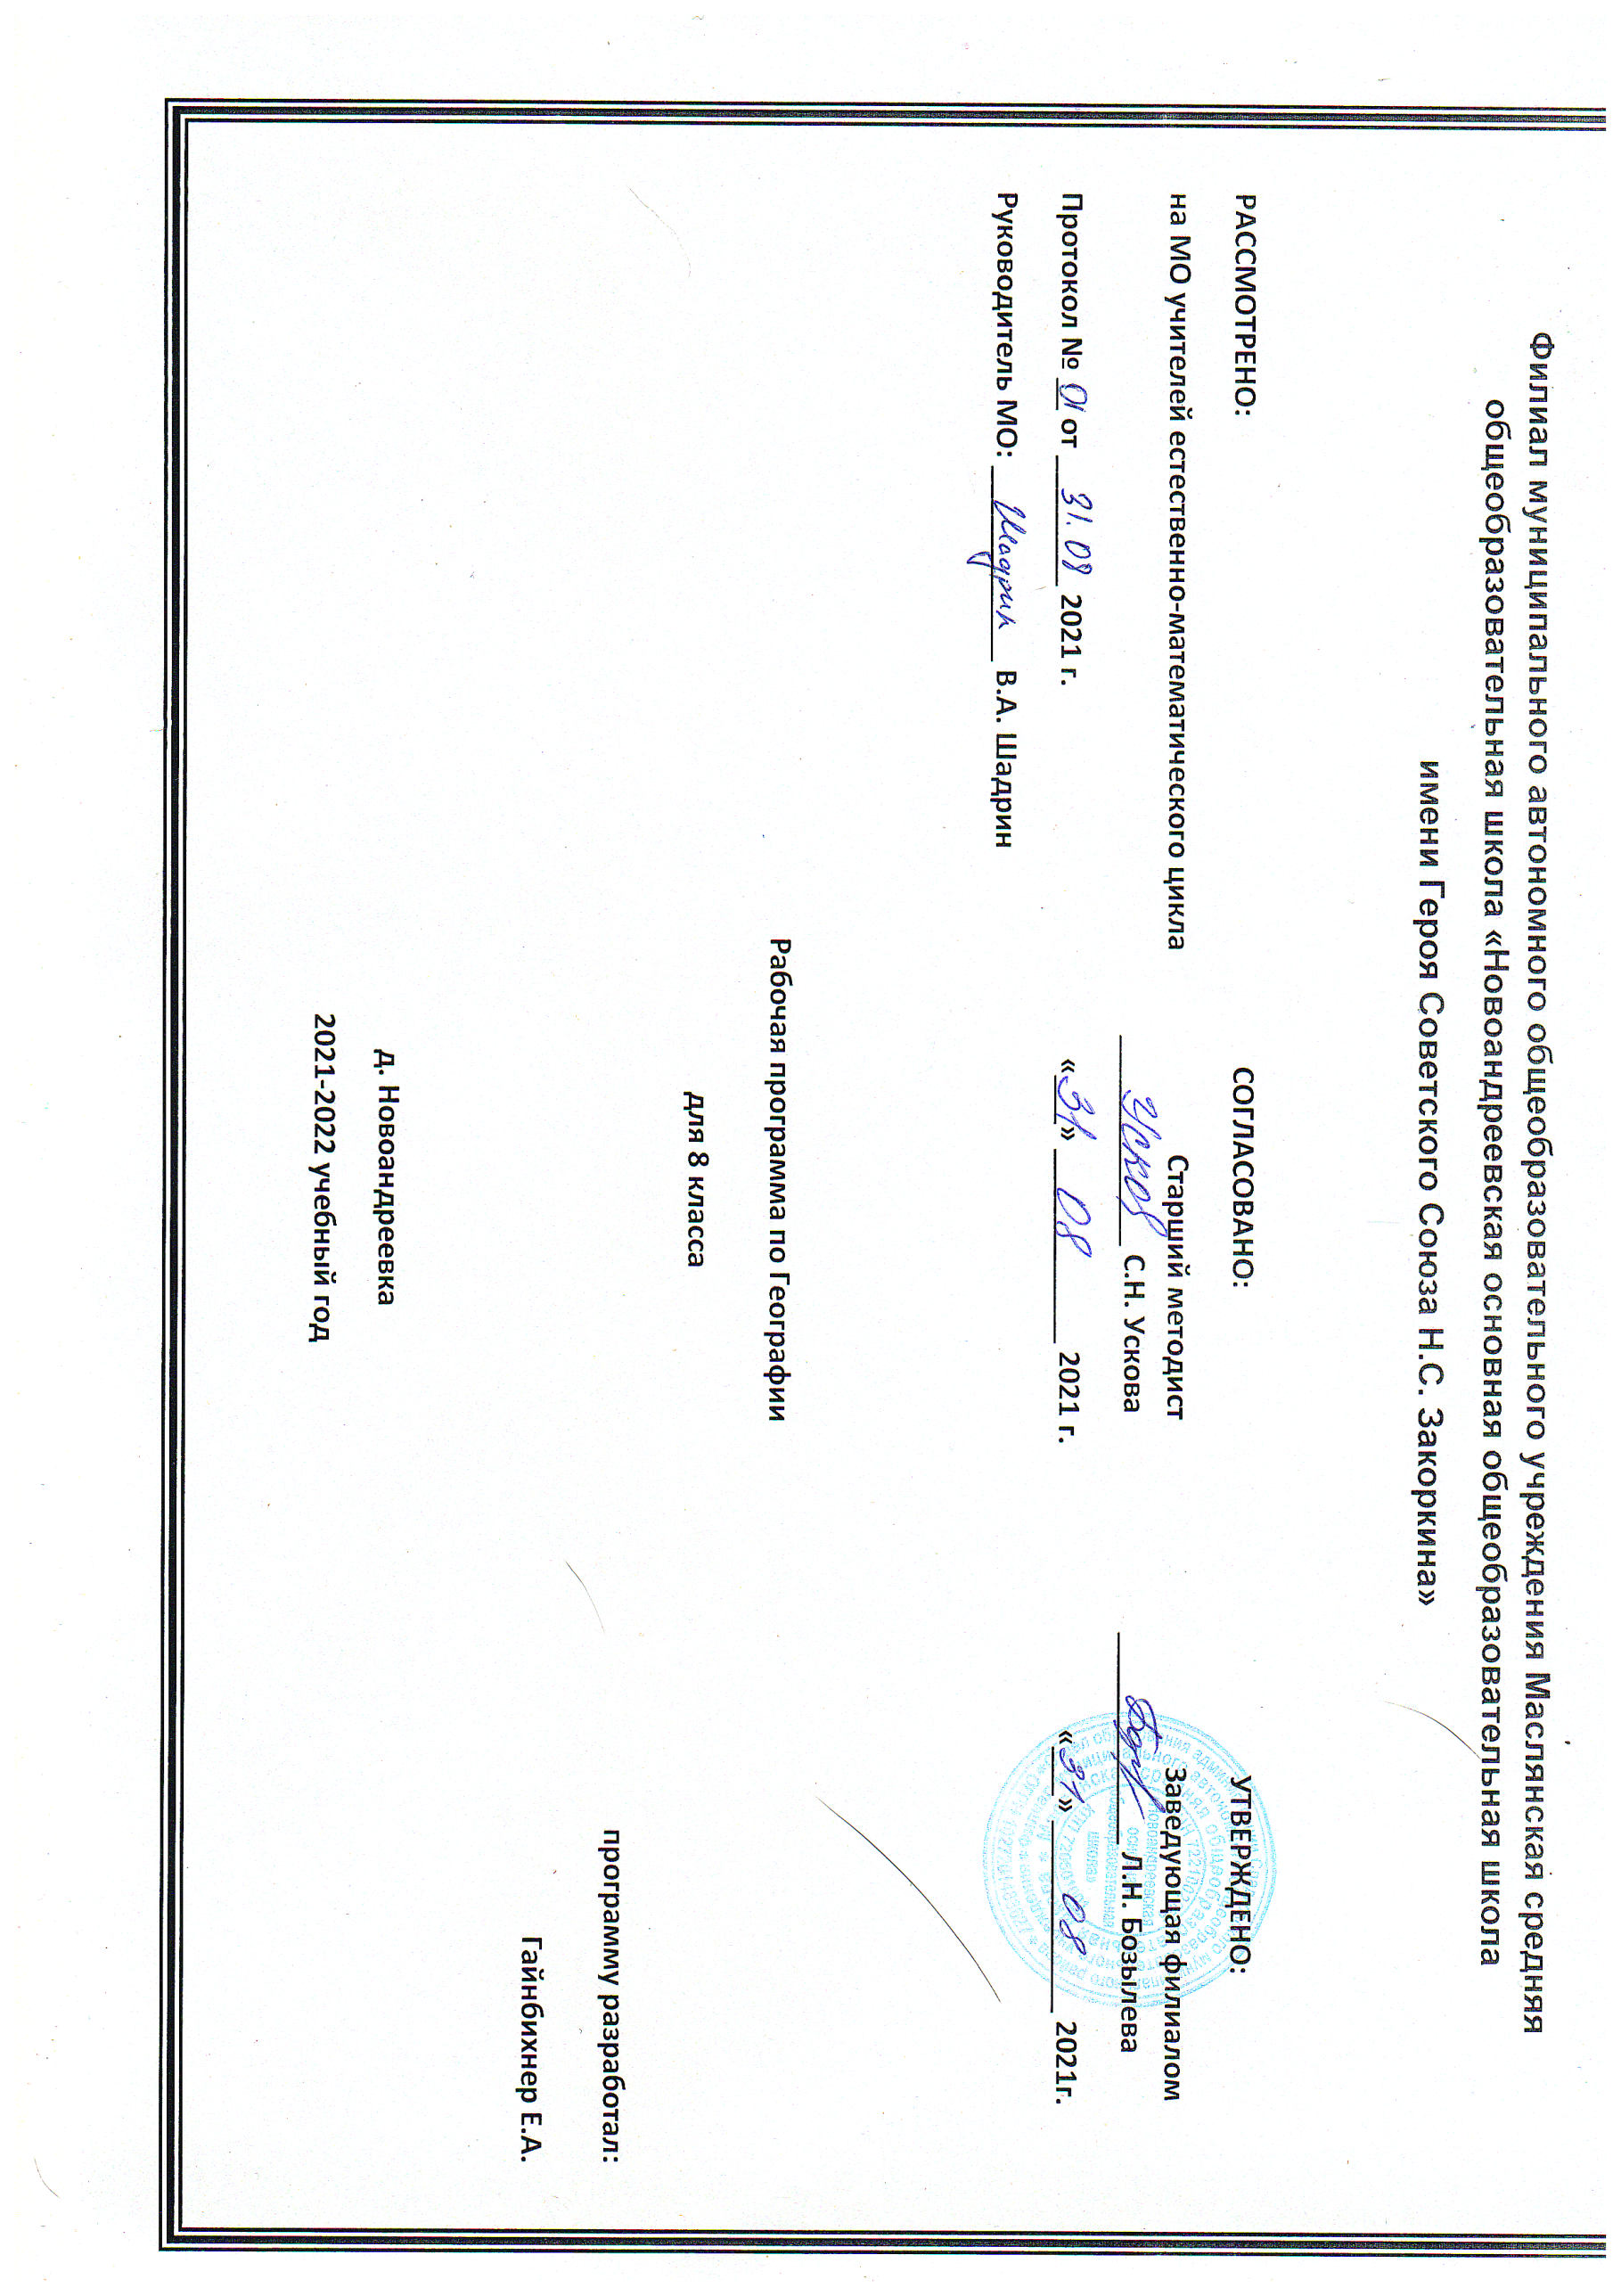 Филиал муниципального автономного общеобразовательного учреждения Маслянская средняя
общеобразовательная школа «Новоандреевская основная общеобразовательная школа
имени Героя Советского Союза Н.С. Закоркина»
РАССМОТРЕНО:
на МО учителей естественно-математического цикла
Протокол № 01 от 31.08 2021 г.
Руководитель МО: Шадрин В.А. Шадрин
СОГЛАСОВАНО:
Старший методист
Усков С.Н. Ускова
«31» 08 2021 г.
УТВЕРЖДЕНО:
Заведующая филиалом
Л.Н. Бозылева
«31» 08 2021г.
Рабочая программа по Географии
для 8 класса
программу разработал:
Гайнбихнер Е.А.
д. Новоандреевка
2021-2022 учебный год